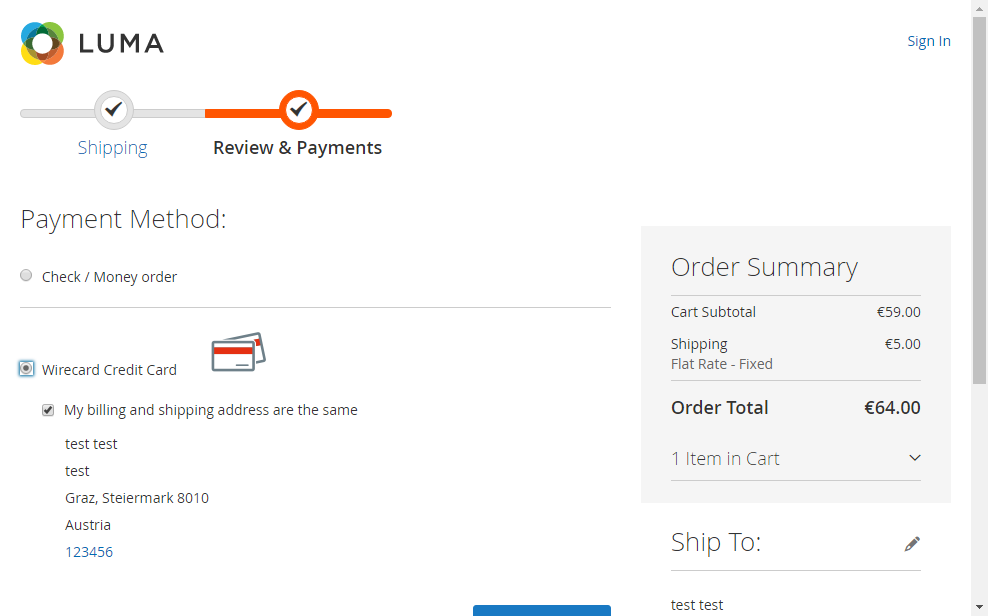 LUMA
Sign In
Shipping
Review & Payments
Payment Method:
Check / Money order
Wirecard Credit Card
My billing and shipping address are the same
test test
test
Graz, Steiermark 8010
Austria
123456
Order Summary
Cart Subtotal €59.00
Shipping €5.00
Flat Rate - Fixed
Order Total €64.00
1 Item in Cart
Ship To:
test test